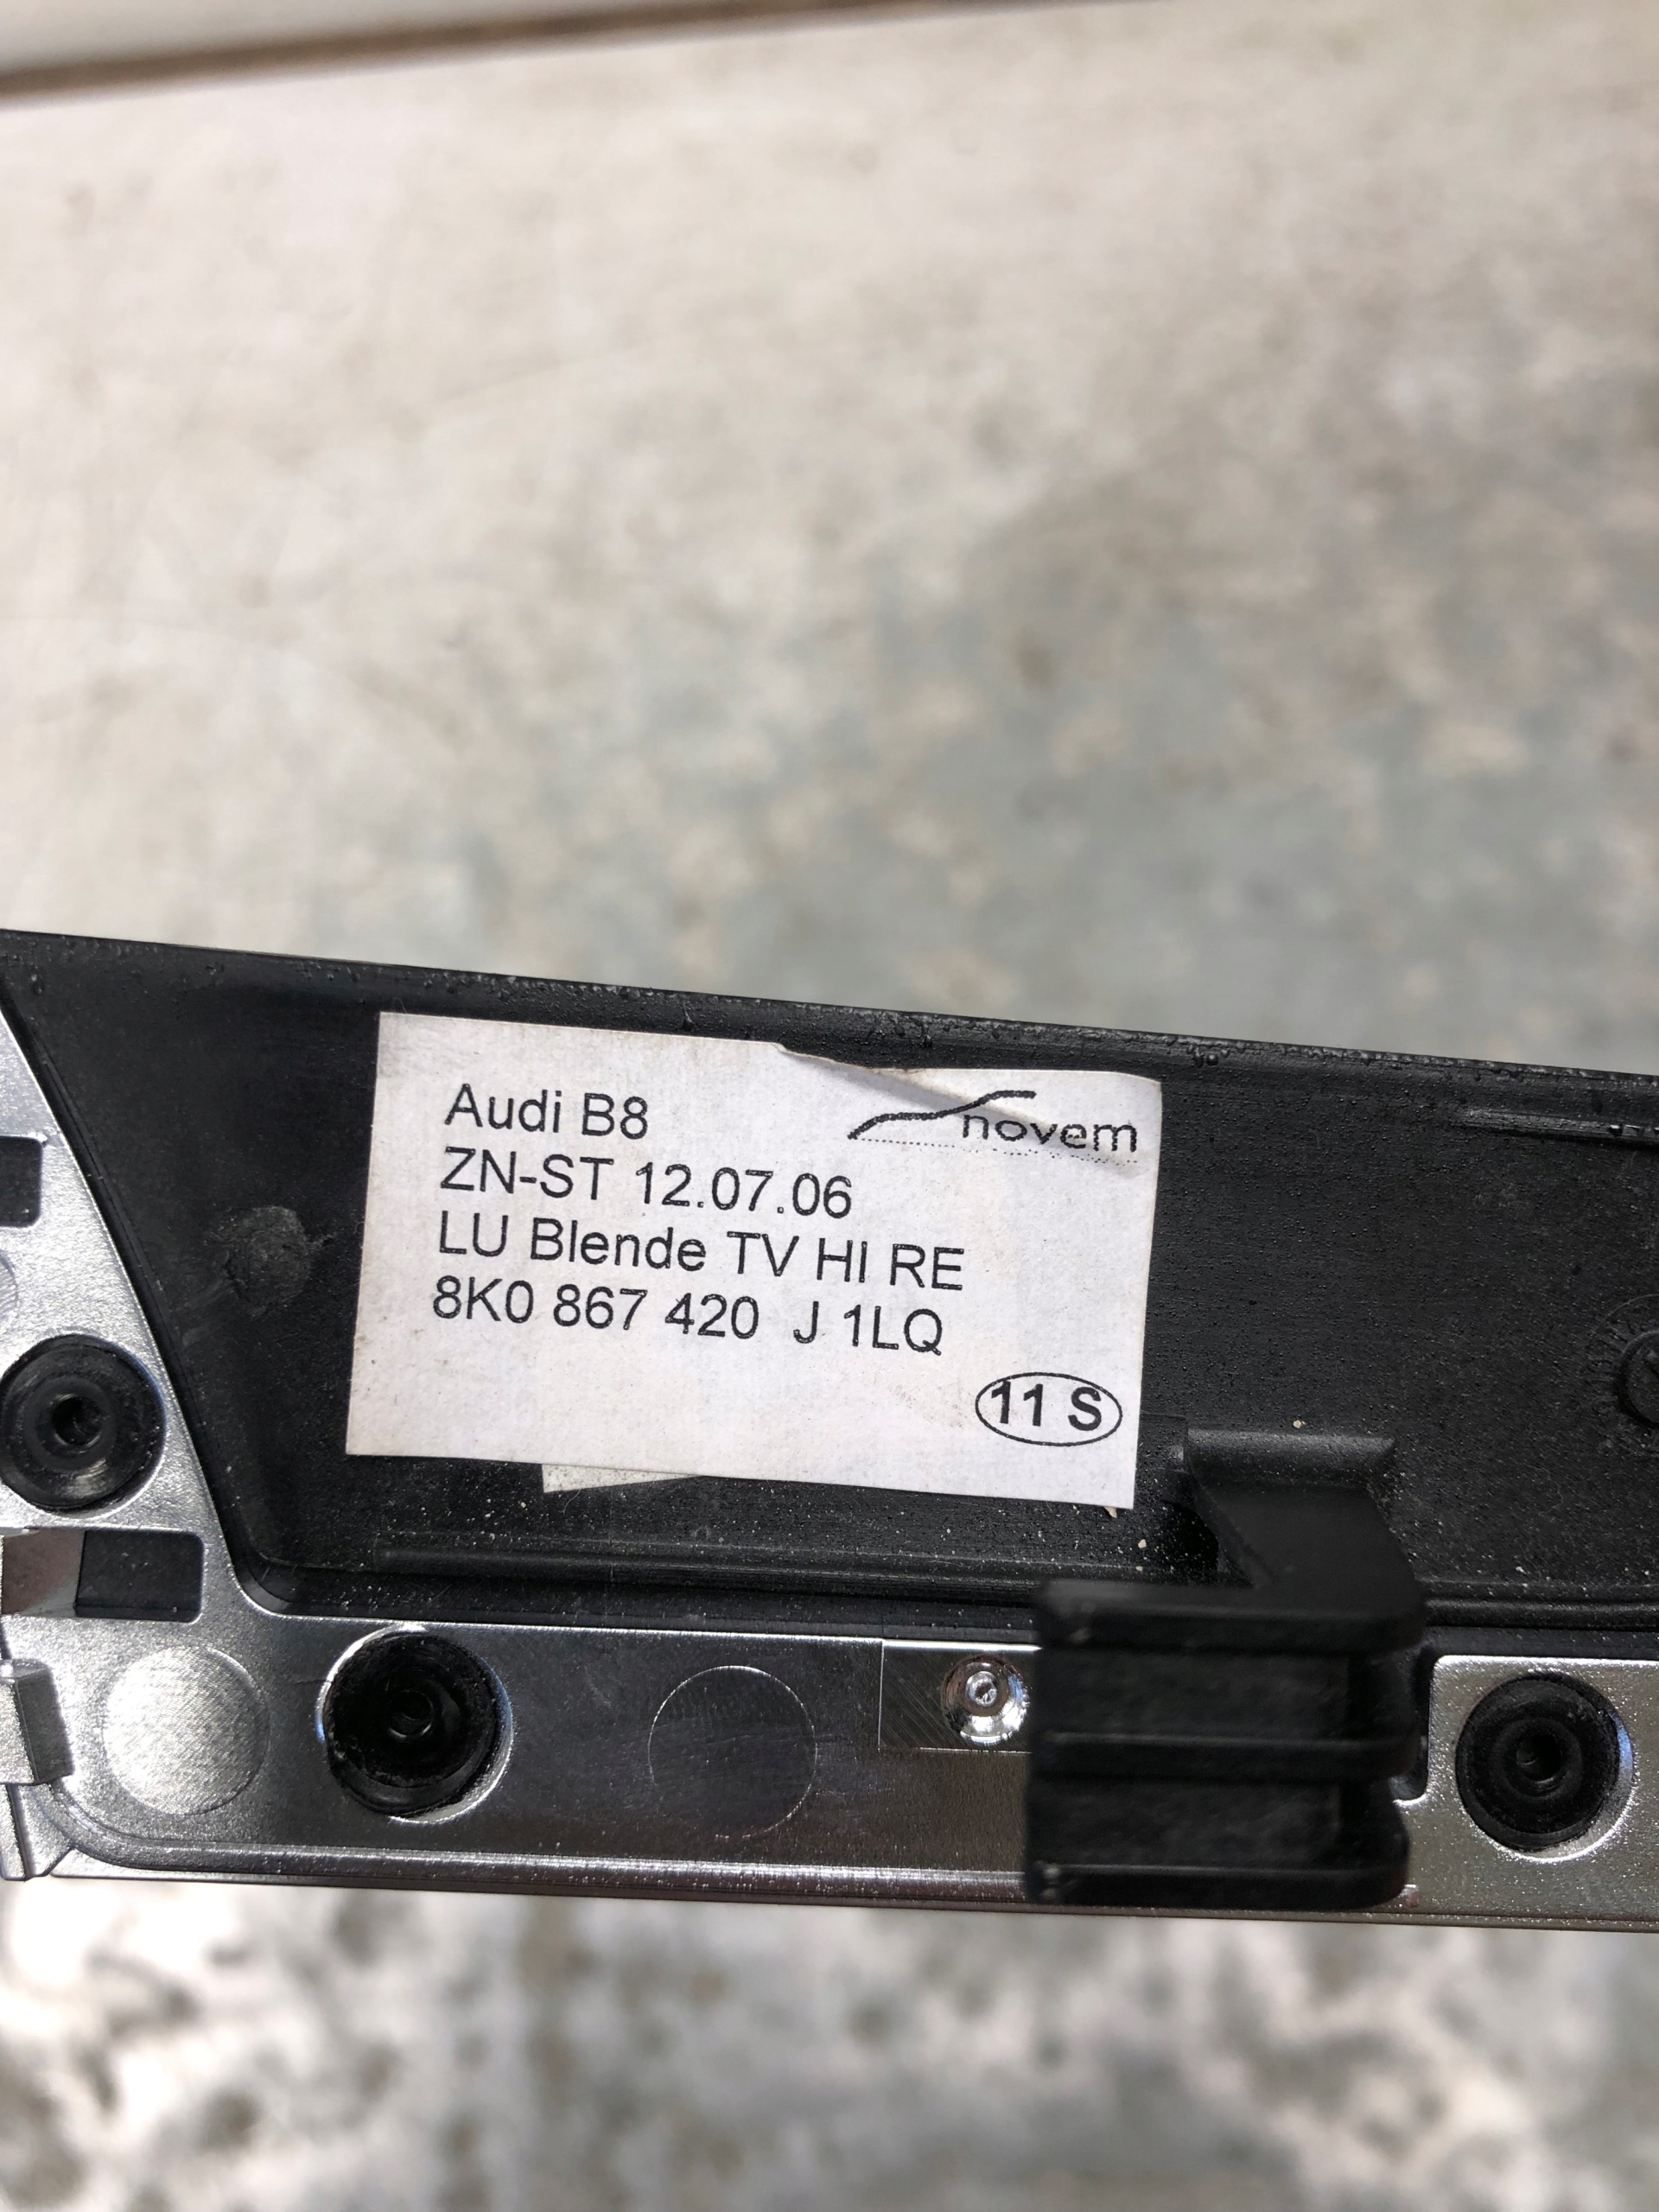 Audi B8 novem
ZN-ST 12.07.06
LU Blende TV HI RE
8K0 867 420 J 1LQ
11 S